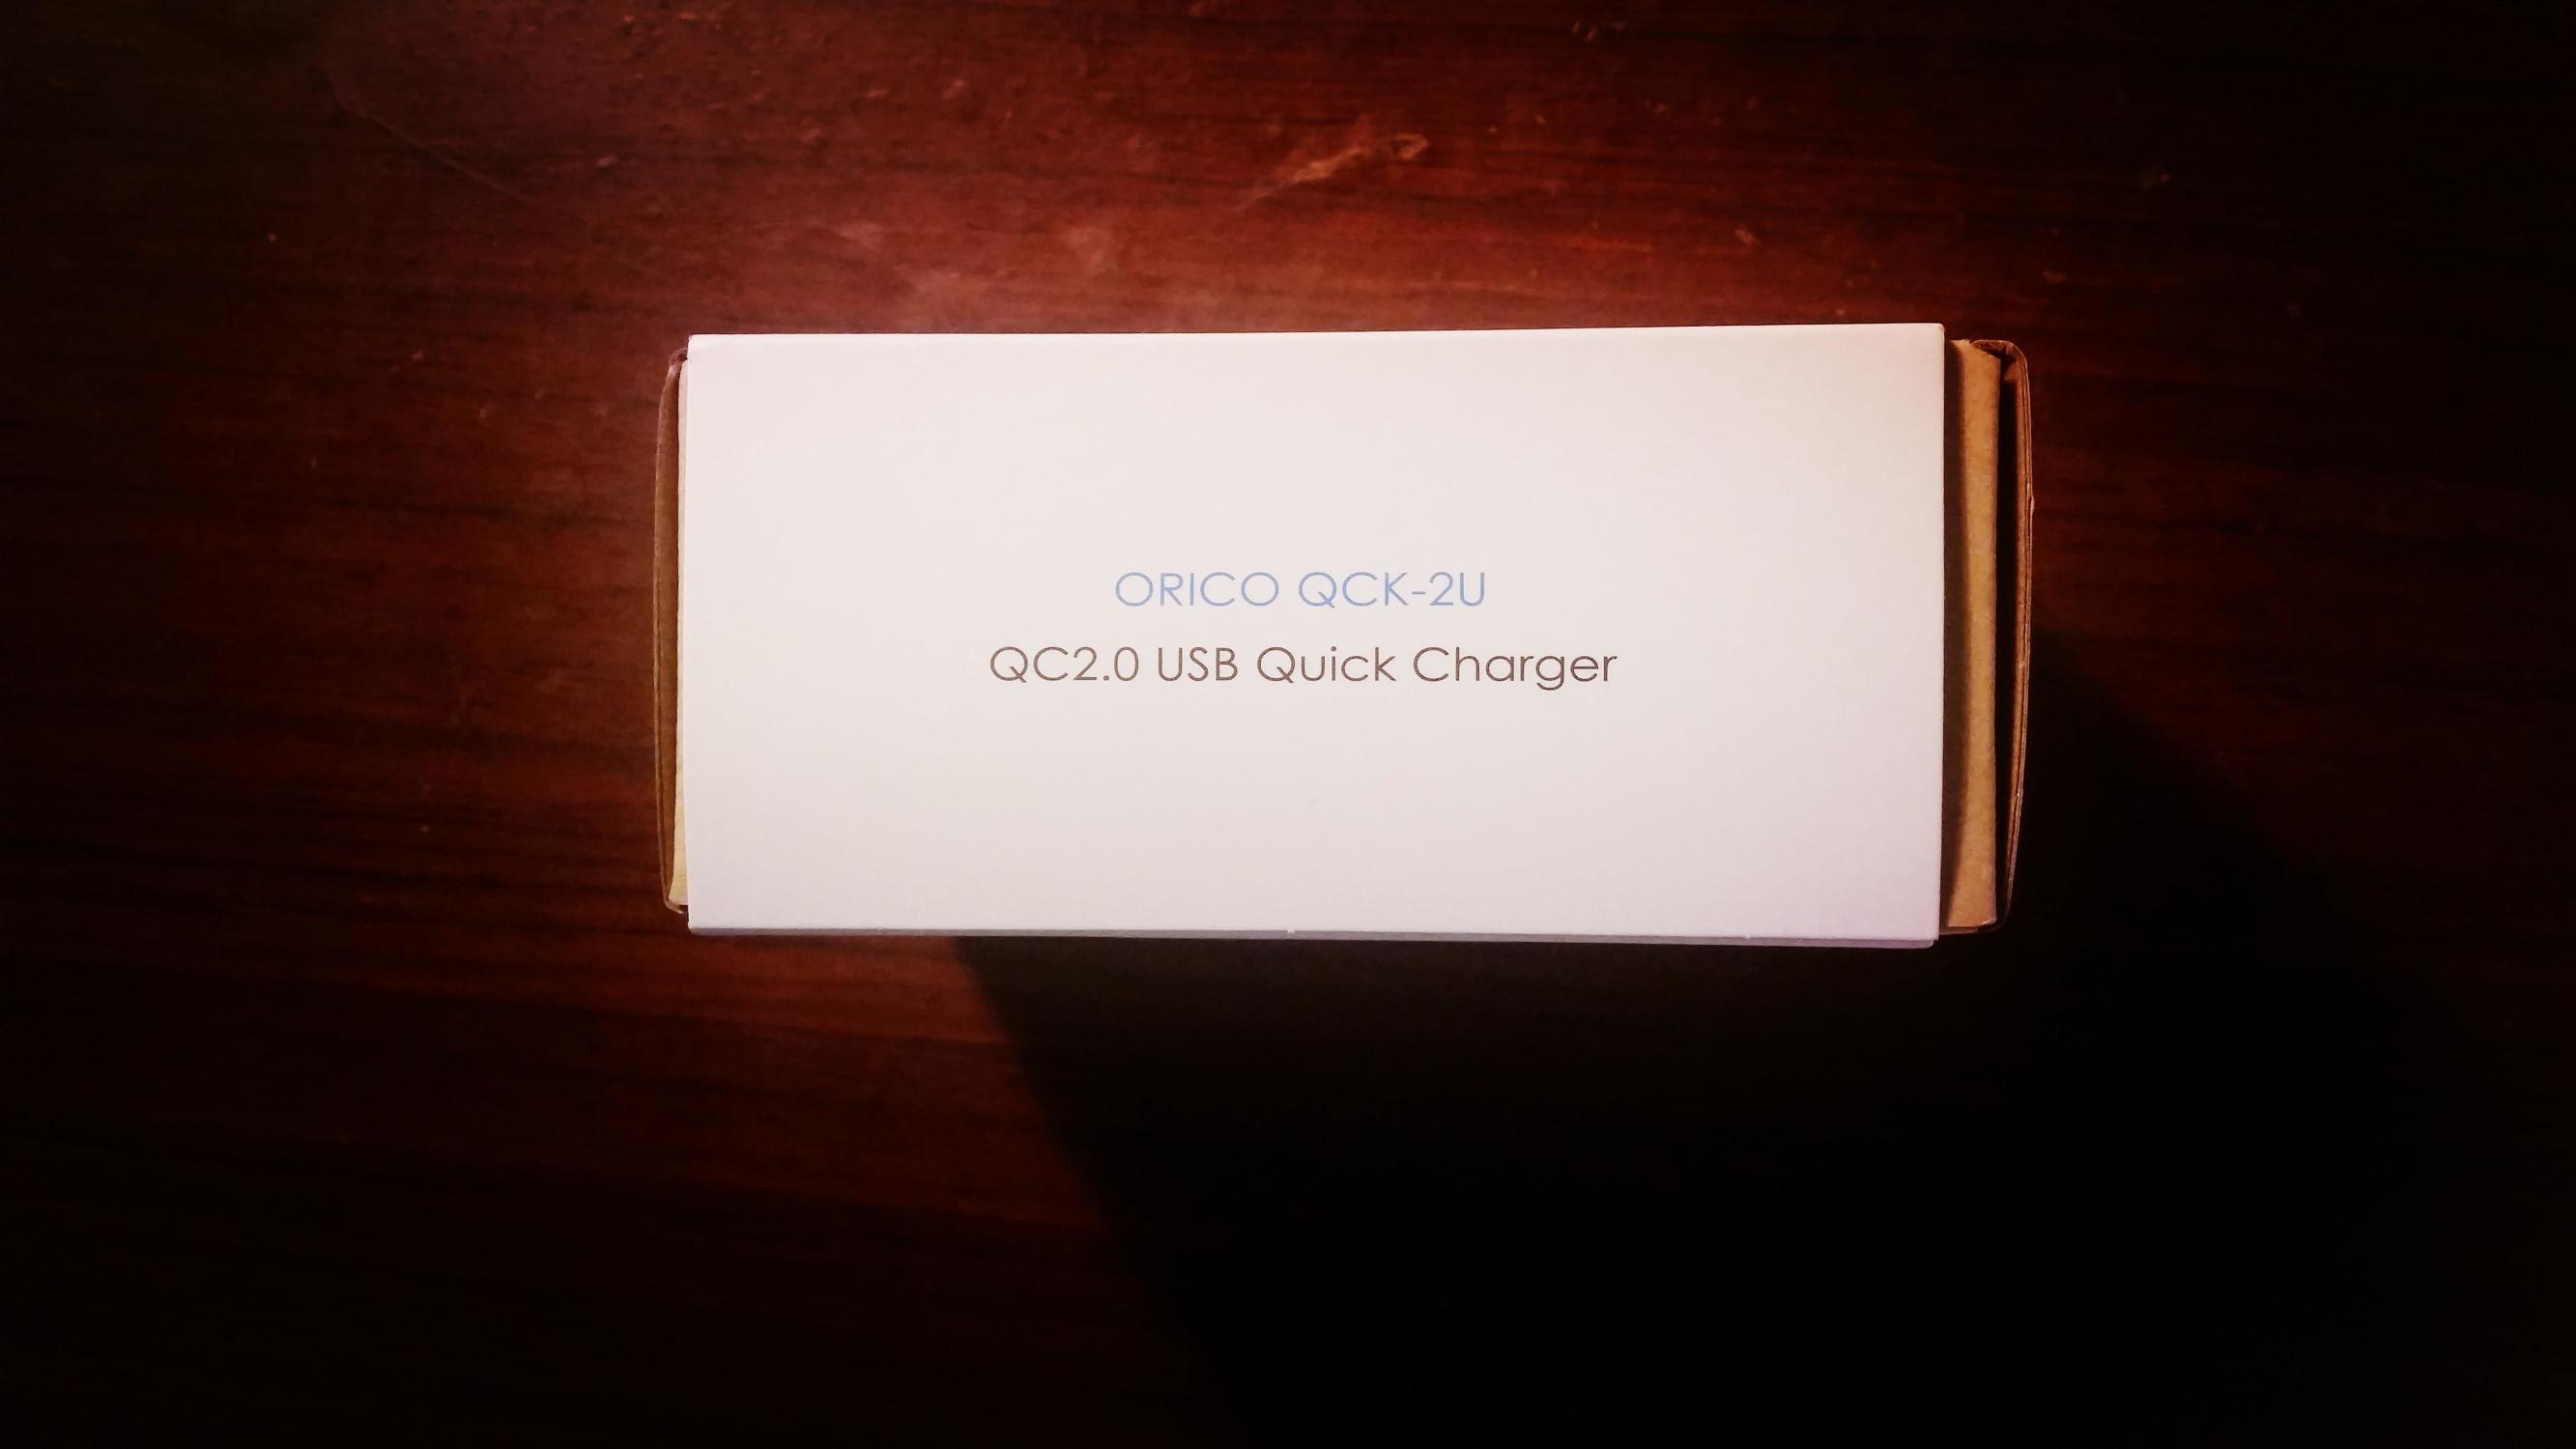 ORICO QCK-2U
QC2.0 USB Quick Charger